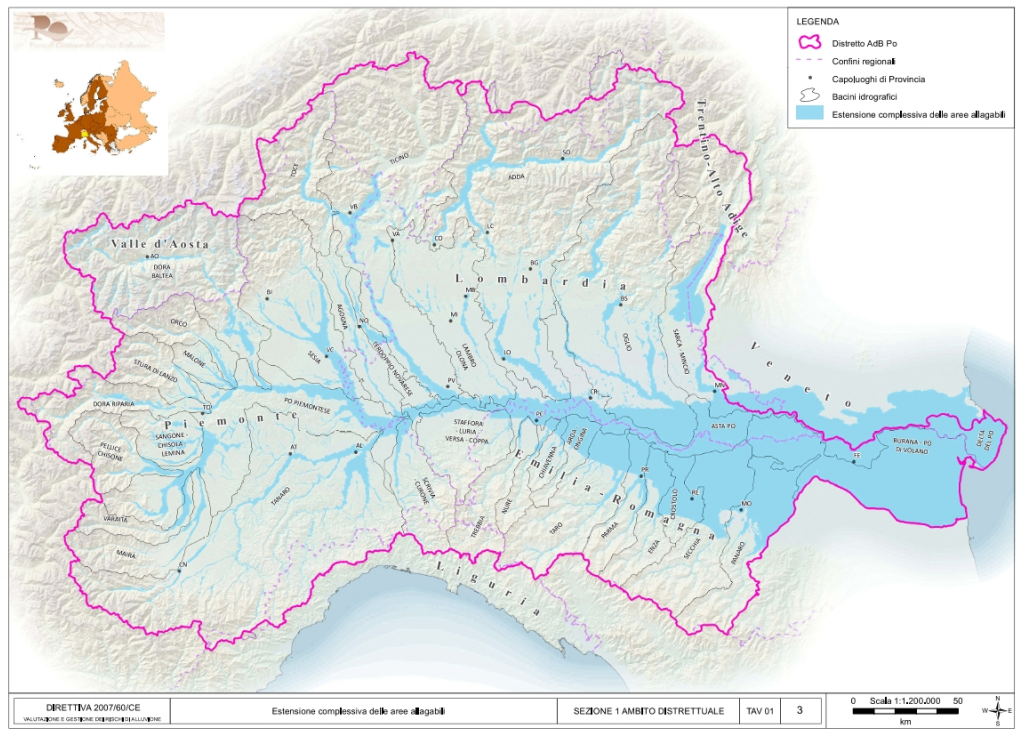 LEGENDA
Distretto AdB Po
Confini regionali
Capoluoghi di Provincia
Bacini idrografici
Estensione complessiva delle aree allagabili
Trentino-Alto Adige
TOCE
TICINO
SO
ADDA
VB
VA
CO
LC
Valle d'Aosta
AO
DORA
BALTEA
BG
Lombardia
BI
MB
BS
MI
ORCO
AGOGNA
NO
SESIA
VC
TERDOPPIO NOVARESE
LAMBRO
OLONA
LO
OGLIO
SARCA - MINCIO
Veneto
MALONE
STURA DI LANZO
DORA RIPARIA
TO
PO PIEMONTESE
PV
CR
MN
Piemonte
SANGONE -
CHISOLA
LEMINA
PELLICE
CHISONE
AT
AL
STAFFORA
- LURIA -
VERSA - COPPA
PC
ARDA
ONGINA
CHIAVENNA
ASTA PO
BURANA - PO
DI VOLANO
DELTA
DEL PO
FE
Emilia-Romagna
PR
RE
MO
CROSTOLO
VARAITA
MAIRA
CN
TANARO
SCRIVIA
CURONE
TREBBIA
NURE
TARO
PARMA
ENZA
SECCHIA
PANARO
Liguria
DIRETTIVA 2007/60/CE
VALUTAZIONE E GESTIONE DEI RISCHI DI ALLUVIONE
Estensione complessiva delle aree allagabili
SEZIONE 1 AMBITO DISTRETTUALE
TAV 01
3
0 Scala 1:1.200.000 50
km
N
W E
S